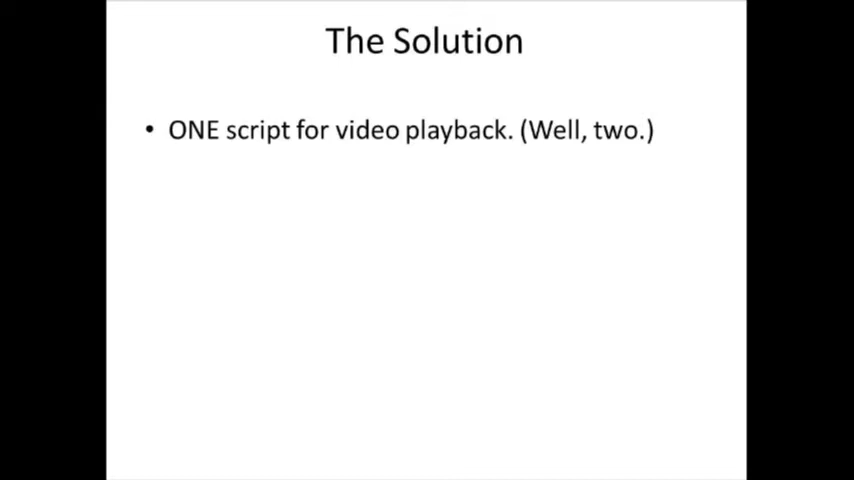 The Solution
• ONE script for video playback. (Well, two.)